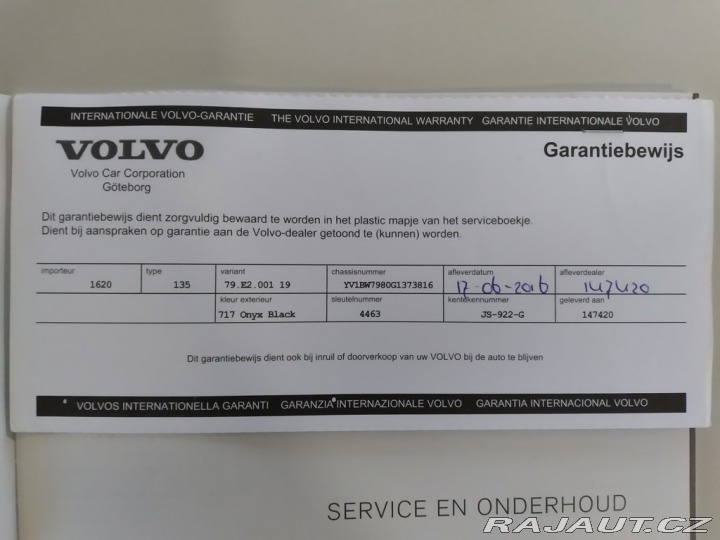 INTERNATIONALE VOLVO-GARANTIE THE VOLVO INTERNATIONAL WARRANTY GARANTIE INTERNATIONALE VOLVO
VOLVO
Volvo Car Corporation
Göteborg
Garantiebewijs
Dit garantiebewijs dient zorgvuldig bewaard te worden in het plastic mapje van het serviceboekje.
Dient bij aanspraken op garantie aan de Volvo-dealer getoond te (kunnen) worden.
importeur type variant chassisnummer afleverdatum afleverdealer
1620 135 79.E2.001 19 YV1BW7980G1373816 17-06-2016 147420
kleur exterieur sleutelnummer kentekennummer geleverd aan
717 Onyx Black 4463 JS-922-G 147420
Dit garantiebewijs dient ook bij inruil of doorverkoop van uw VOLVO bij de auto te blijven
VOLVOS INTERNATIONELLA GARANTI GARANZIA INTERNAZIONALE VOLVO GARANTIA INTERNACIONAL VOLVO
SERVICE EN ONDERHOUD
RAJAUT.CZ